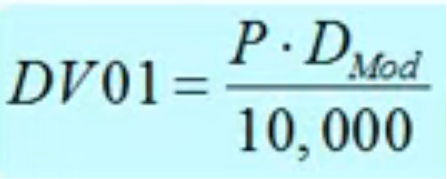 DV01 = P · D_Mod / 10,000